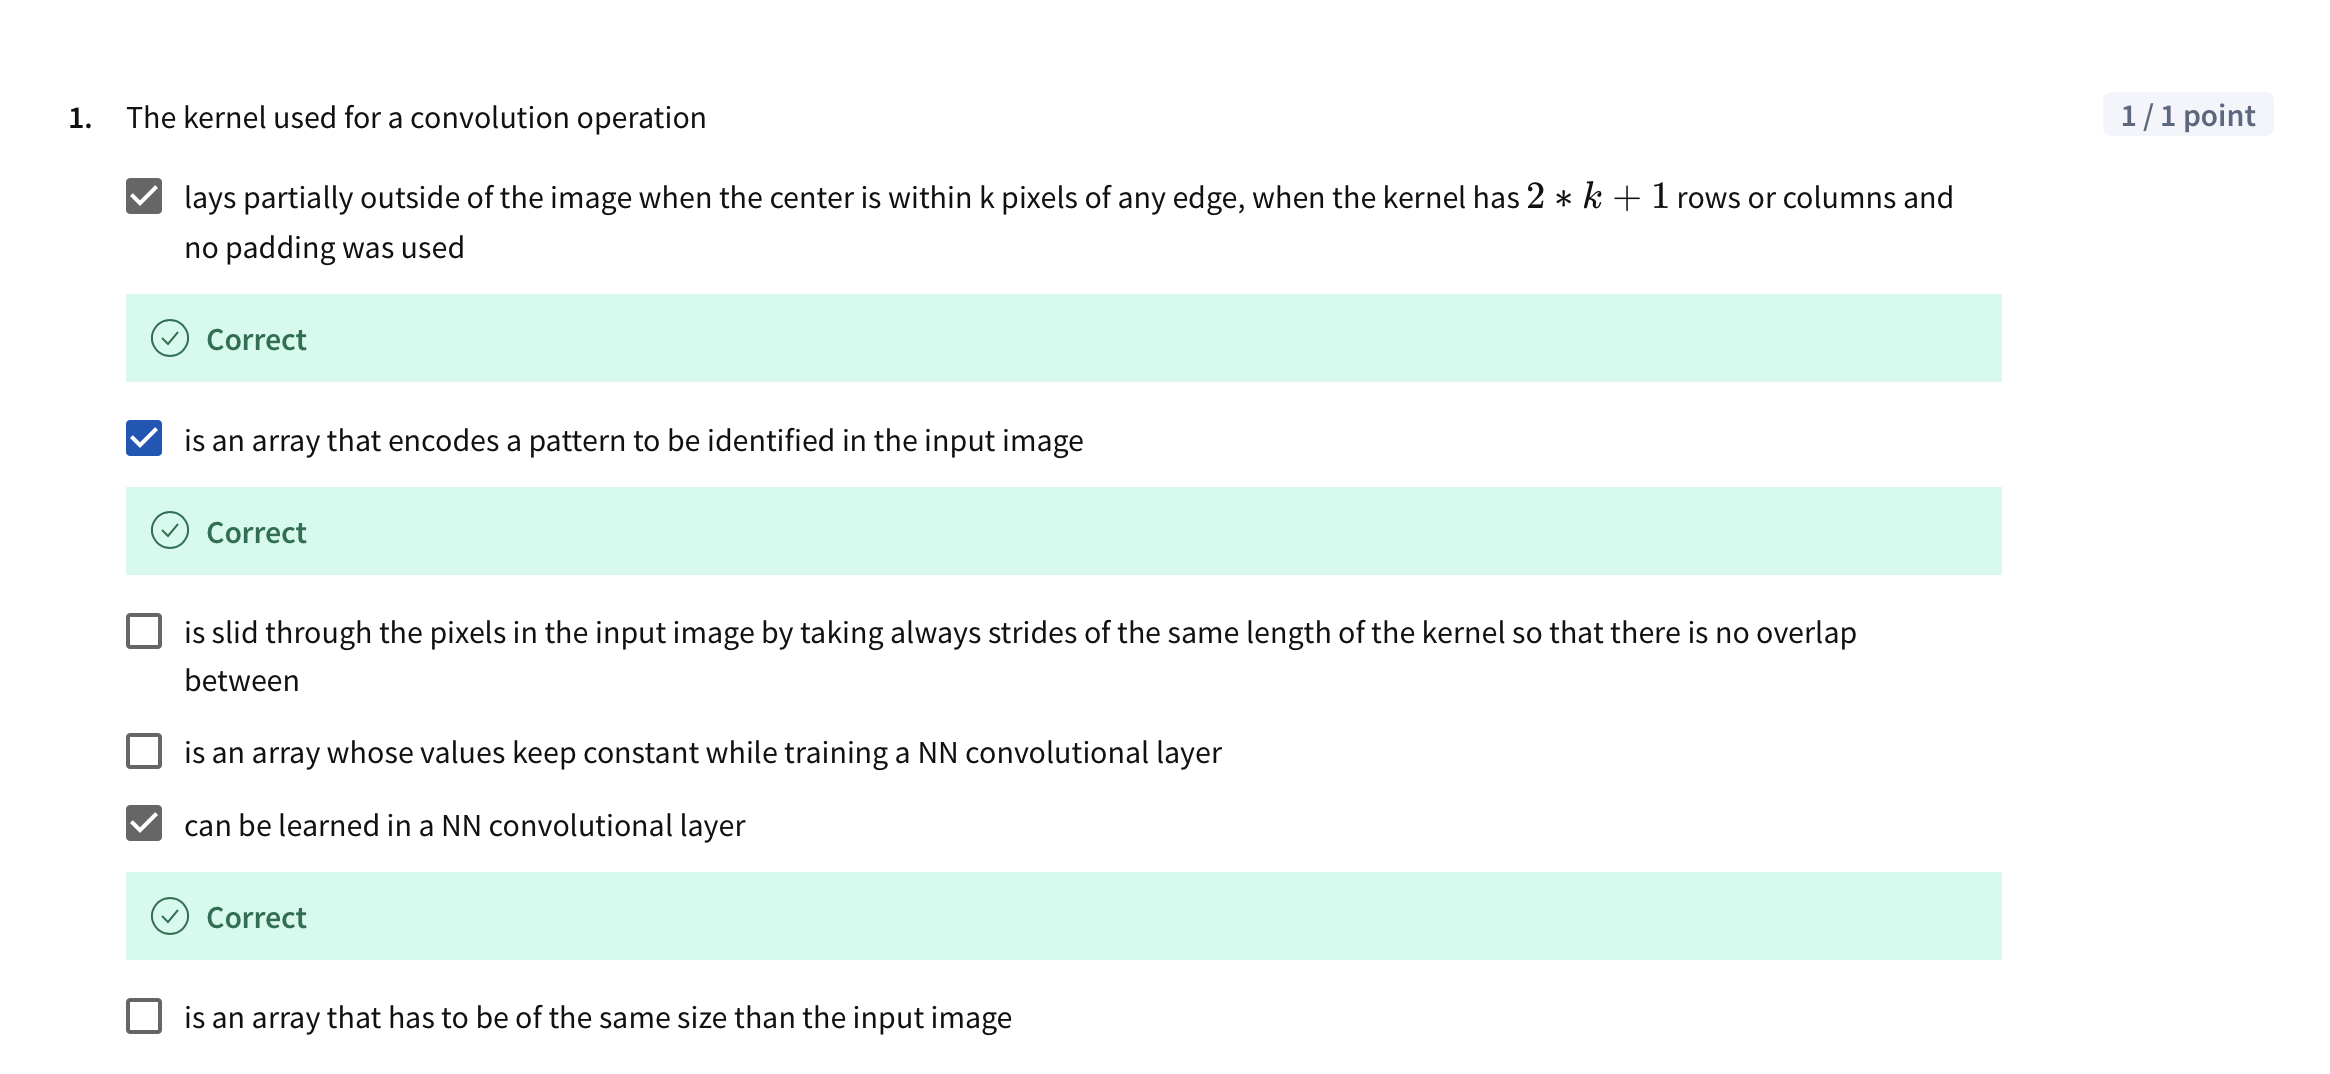 1. The kernel used for a convolution operation
1 / 1 point
lays partially outside of the image when the center is within k pixels of any edge, when the kernel has 2 ∗ k + 1 rows or columns and
no padding was used
Correct
is an array that encodes a pattern to be identified in the input image
Correct
is slid through the pixels in the input image by taking always strides of the same length of the kernel so that there is no overlap
between
is an array whose values keep constant while training a NN convolutional layer
can be learned in a NN convolutional layer
Correct
is an array that has to be of the same size than the input image